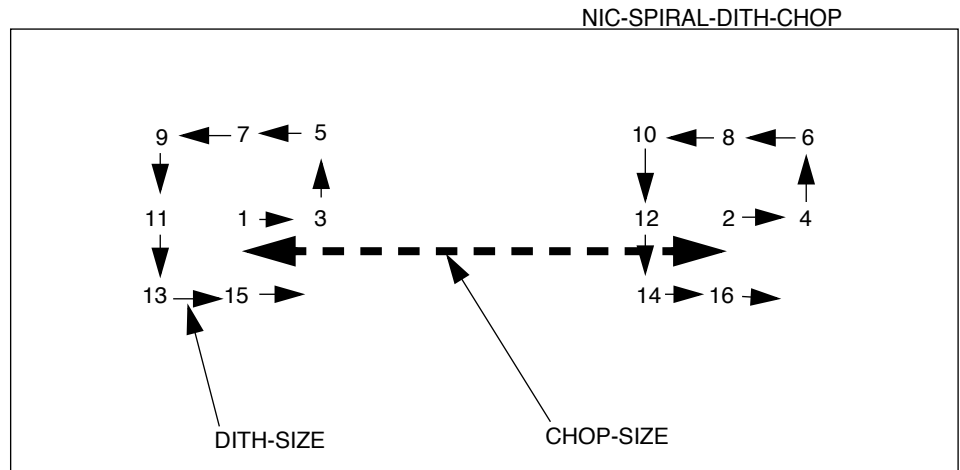 NIC-SPIRAL-DITH-CHOP
9 7 5 10 8 6
11 1 3 12 2 4
13 15 14 16
DITH-SIZE CHOP-SIZE